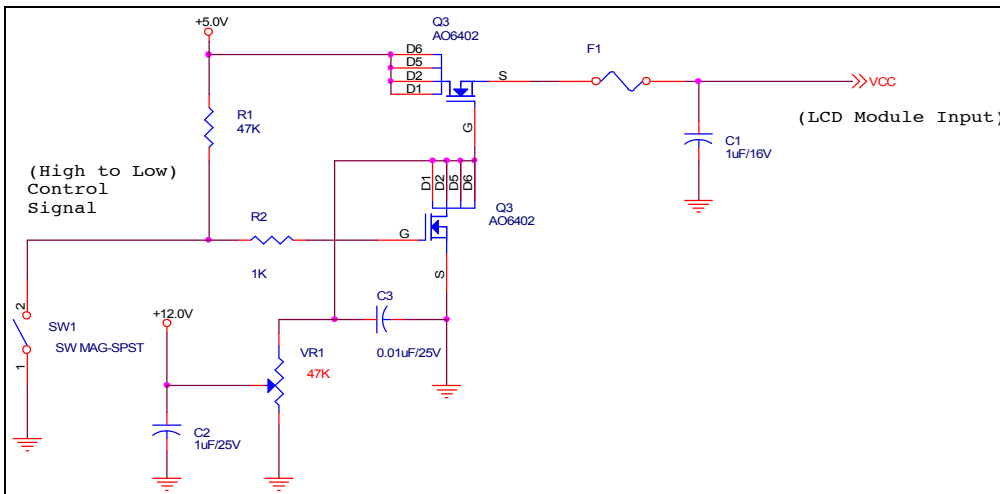 +5.0V
Q3
AO6402
D6
D5
D2
D1
S
G
F1
VCC
(LCD Module Input)
C1
1uF/16V
R1
47K
(High to Low)
Control
Signal
D1
D2
D5
D6
Q3
AO6402
G
S
R2
1K
2
SW1
SW MAG-SPST
1
+12.0V
C3
0.01uF/25V
VR1
47K
C2
1uF/25V